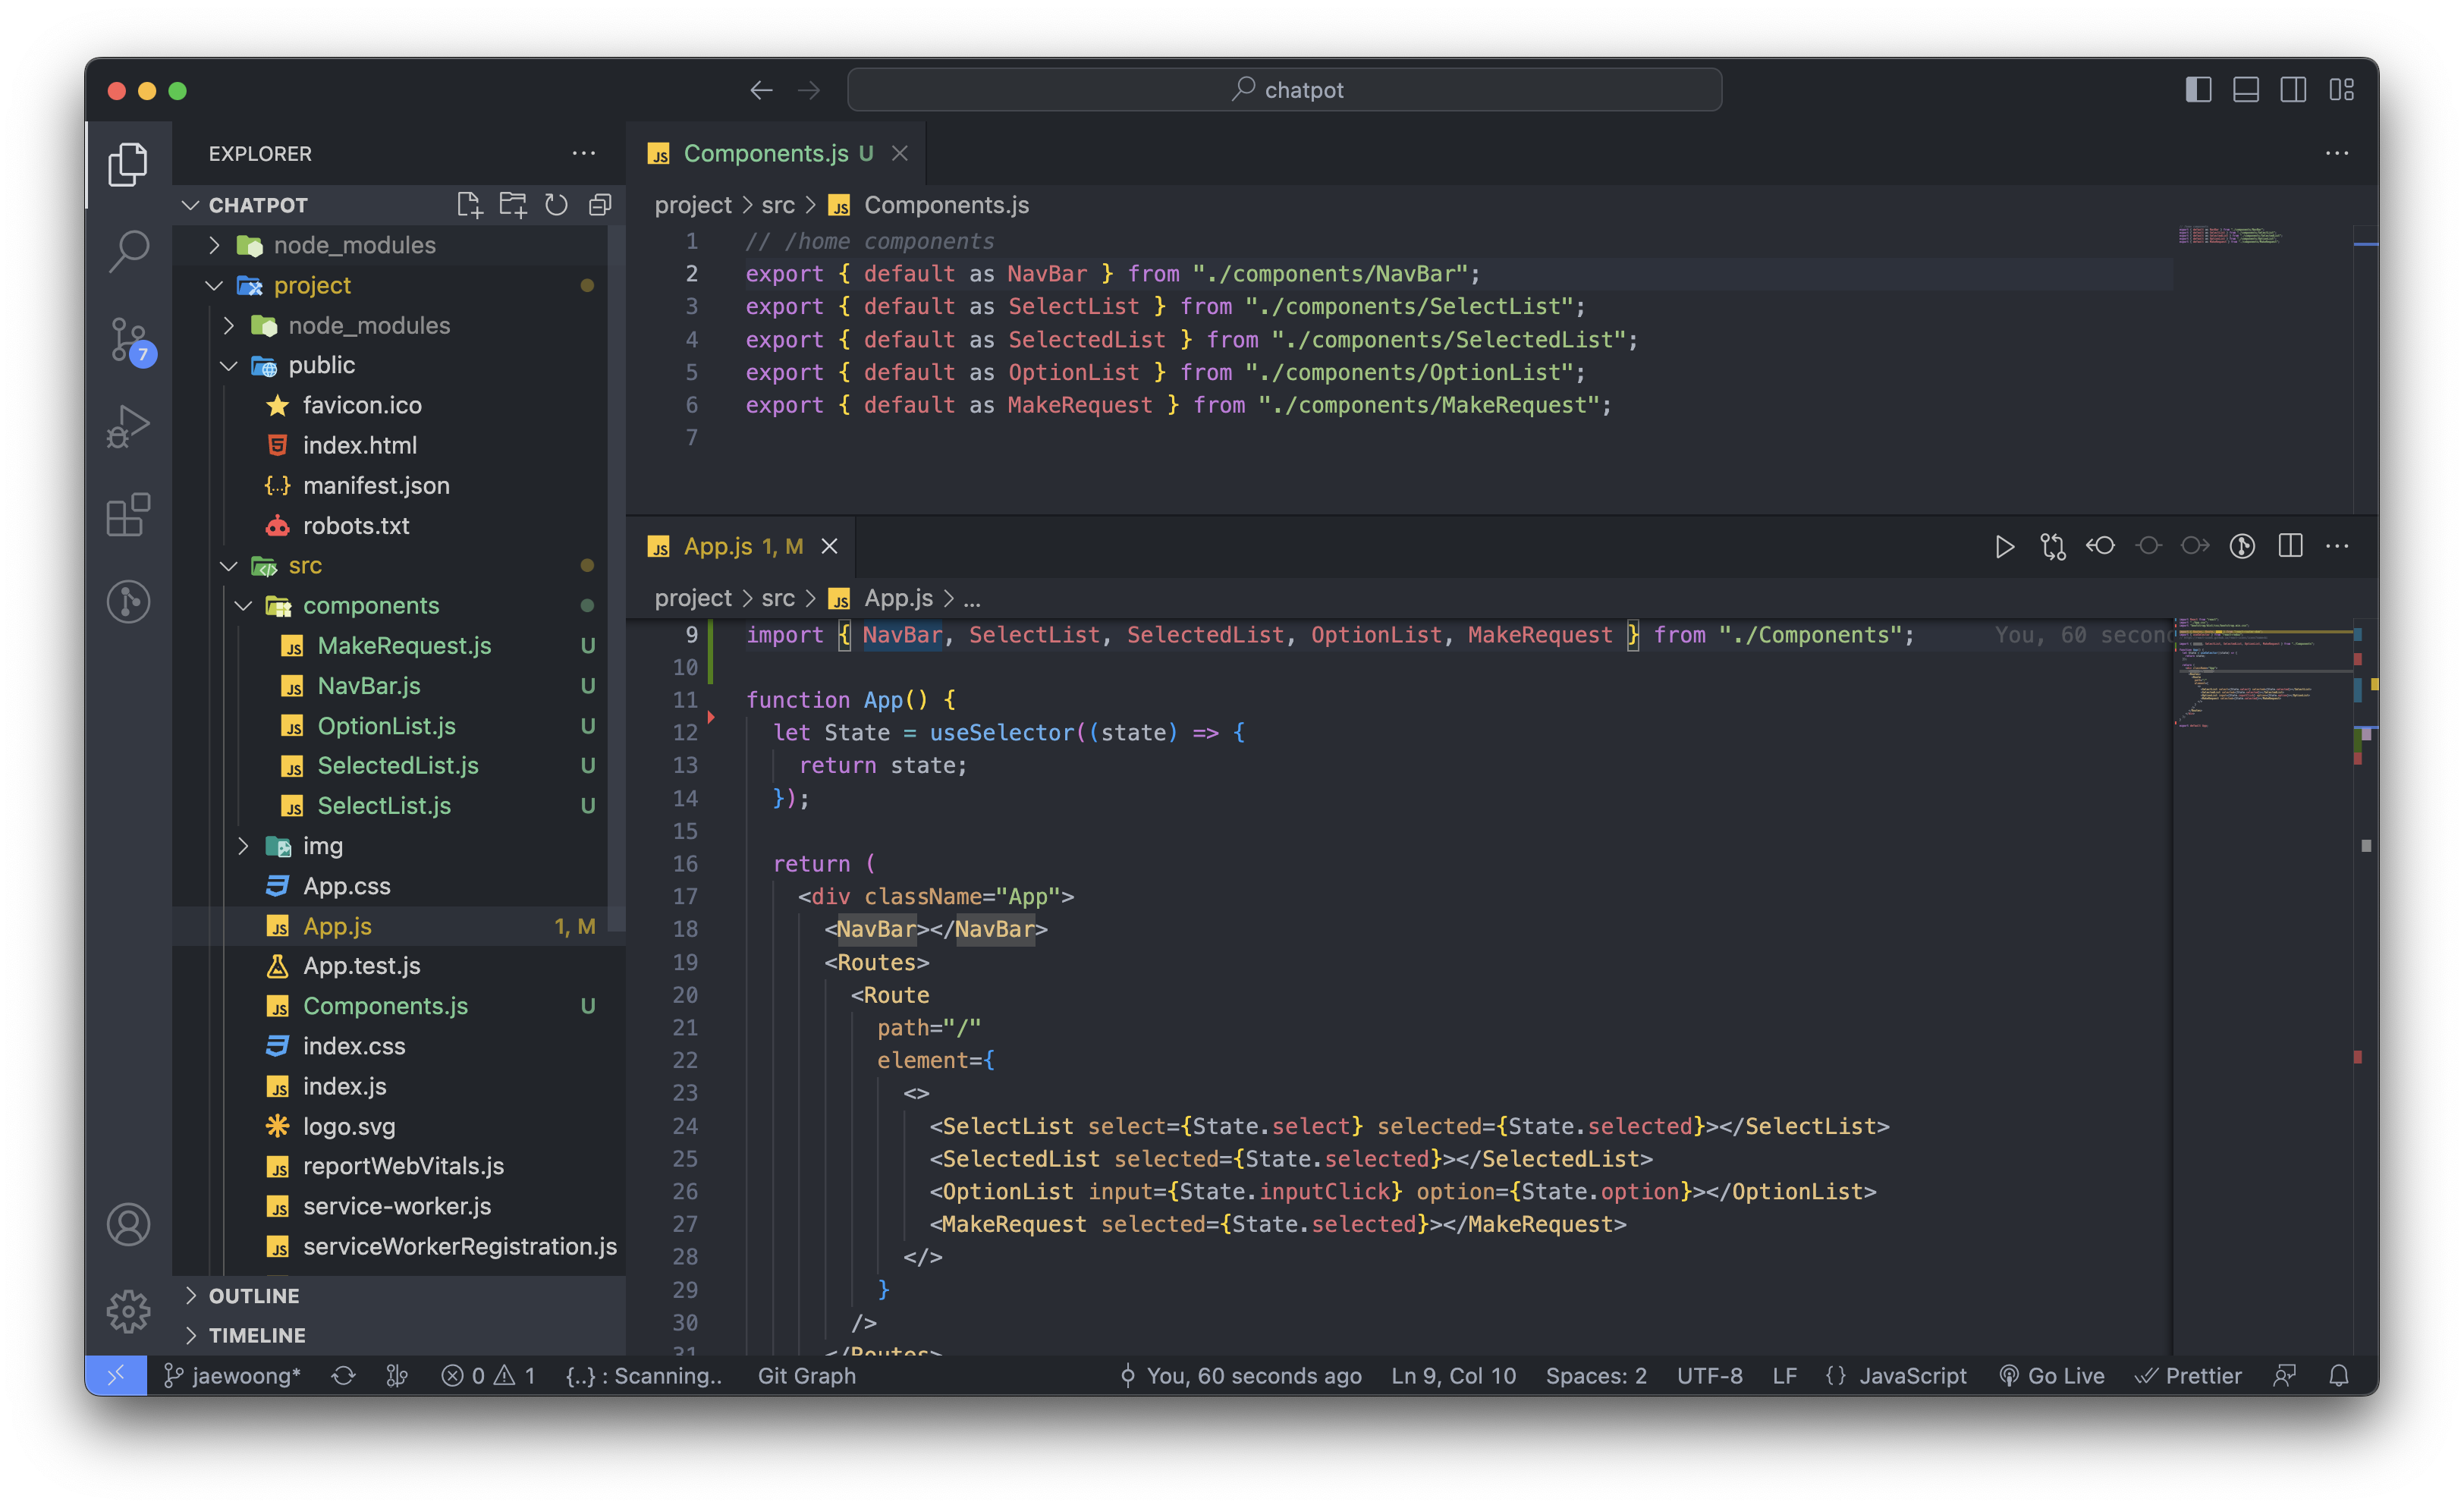 chatpot
EXPLORER
CHATPOT
node_modules
project
node_modules
public
favicon.ico
index.html
manifest.json
robots.txt
src
components
MakeRequest.js U
NavBar.js U
OptionList.js U
SelectedList.js U
SelectList.js U
img
App.css
App.js 1, M
App.test.js
Components.js U
index.css
index.js
logo.svg
reportWebVitals.js
service-worker.js
serviceWorkerRegistration.js
OUTLINE
TIMELINE
7
Components.js U
project > src > JS Components.js
1 // /home components
2 export { default as NavBar } from "./components/NavBar";
3 export { default as SelectList } from "./components/SelectList";
4 export { default as SelectedList } from "./components/SelectedList";
5 export { default as OptionList } from "./components/OptionList";
6 export { default as MakeRequest } from "./components/MakeRequest";
7
App.js 1, M
project > src > JS App.js > ...
9 import { NavBar, SelectList, SelectedList, OptionList, MakeRequest } from "./Components"; You, 60 secon
10
11 function App() {
12 let State = useSelector((state) => {
13 return state;
14 });
15
16 return (
17 <div className="App">
18 <NavBar></NavBar>
19 <Routes>
20 <Route
21 path="/"
22 element={
23 <>
24 <SelectList select={State.select} selected={State.selected}></SelectList>
25 <SelectedList selected={State.selected}></SelectedList>
26 <OptionList input={State.inputClick} option={State.option}></OptionList>
27 <MakeRequest selected={State.selected}></MakeRequest>
28 </>
29 }
30 />
31 </Routes>
jaewoong* 0 1 {..} : Scanning.. Git Graph You, 60 seconds ago Ln 9, Col 10 Spaces: 2 UTF-8 LF {} JavaScript Go Live Prettier